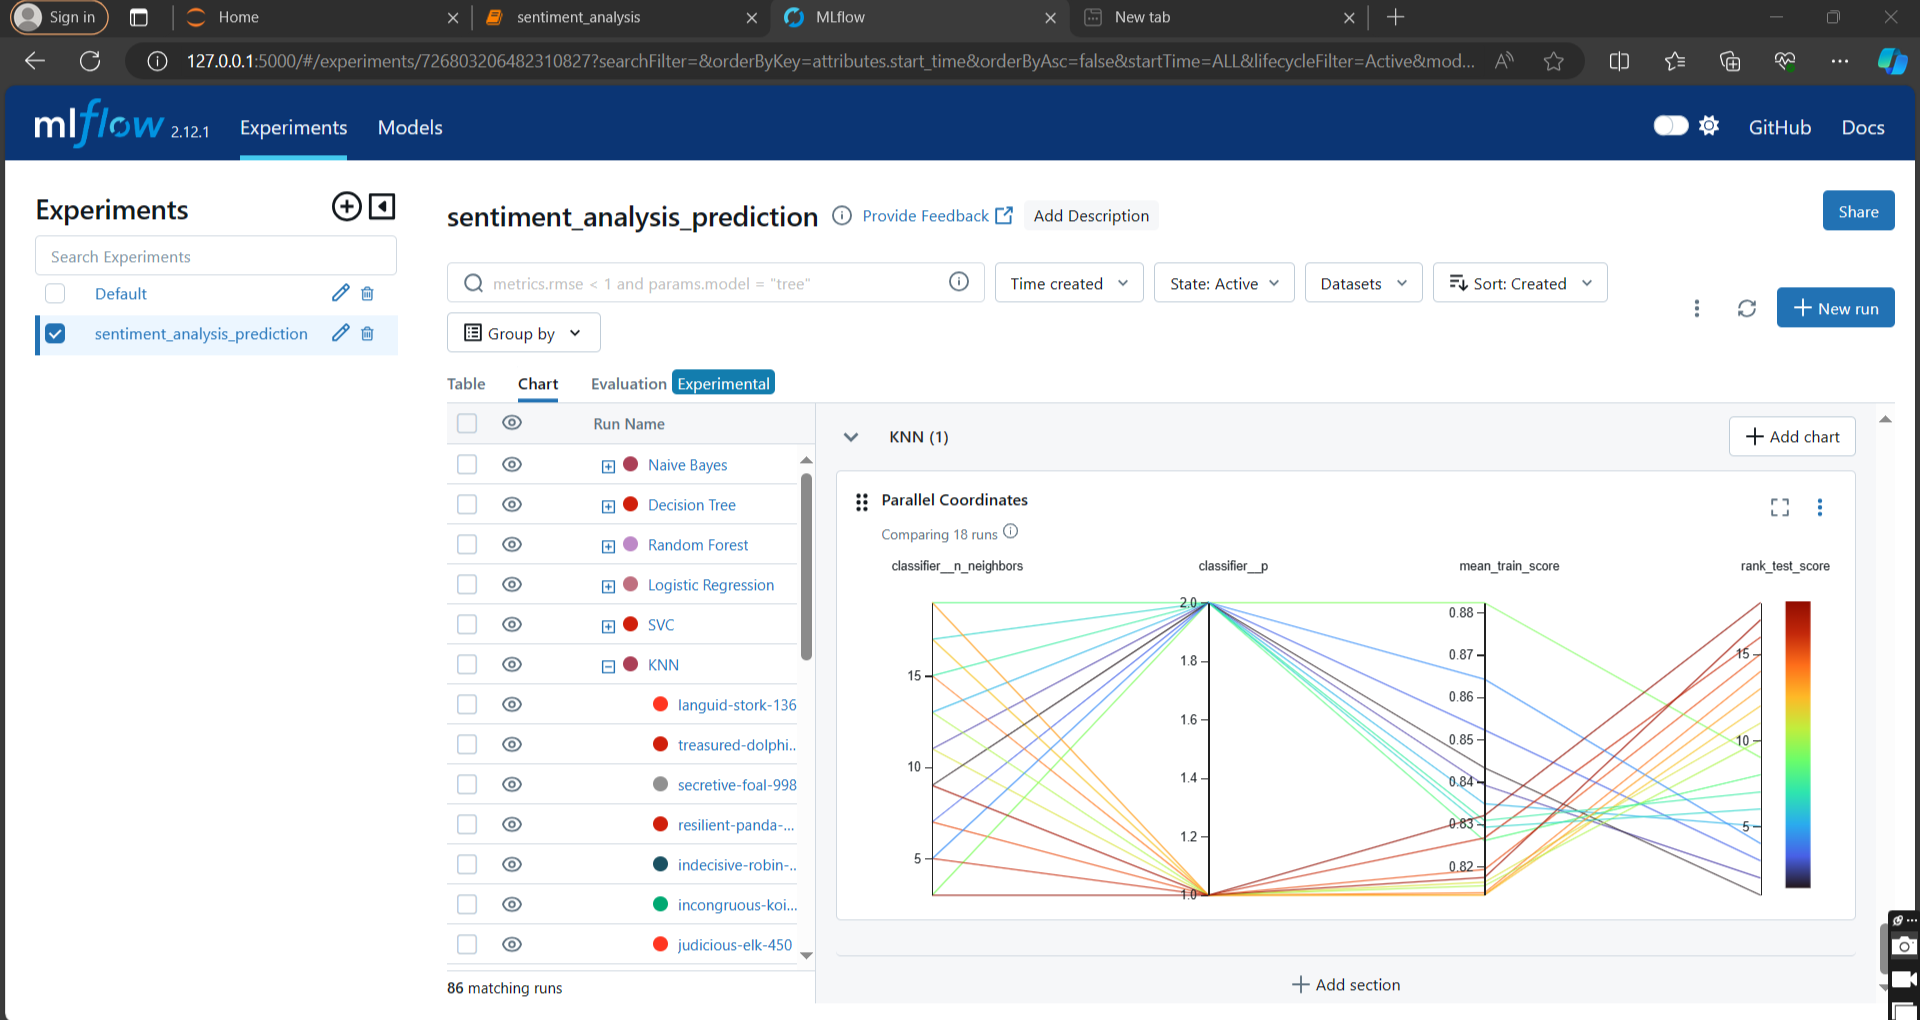 Sign in
Home
sentiment_analysis
MLflow
New tab
127.0.0.1:5000/#/experiments/726803206482310827?searchFilter=&orderByKey=attributes.start_time&orderByAsc=false&startTime=ALL&lifecycleFilter=Active&mod...
mlflow 2.12.1
Experiments
Models
GitHub
Docs
Experiments
Search Experiments
Default
sentiment_analysis_prediction
sentiment_analysis_prediction
Provide Feedback
Add Description
Share
metrics.rmse < 1 and params.model = "tree"
Time created
State: Active
Datasets
Sort: Created
Group by
New run
Table
Chart
Evaluation
Experimental
Run Name
Naive Bayes
Decision Tree
Random Forest
Logistic Regression
SVC
KNN
languid-stork-136
treasured-dolphi..
secretive-foal-998
resilient-panda-...
indecisive-robin-..
incongruous-koi...
judicious-elk-450
86 matching runs
KNN (1)
Add chart
Parallel Coordinates
Comparing 18 runs
classifier__n_neighbors
classifier__p
mean_train_score
rank_test_score
15
10
5
2.0
1.8
1.6
1.4
1.2
1.0
0.88
0.87
0.86
0.85
0.84
0.83
0.82
15
10
5
Add section